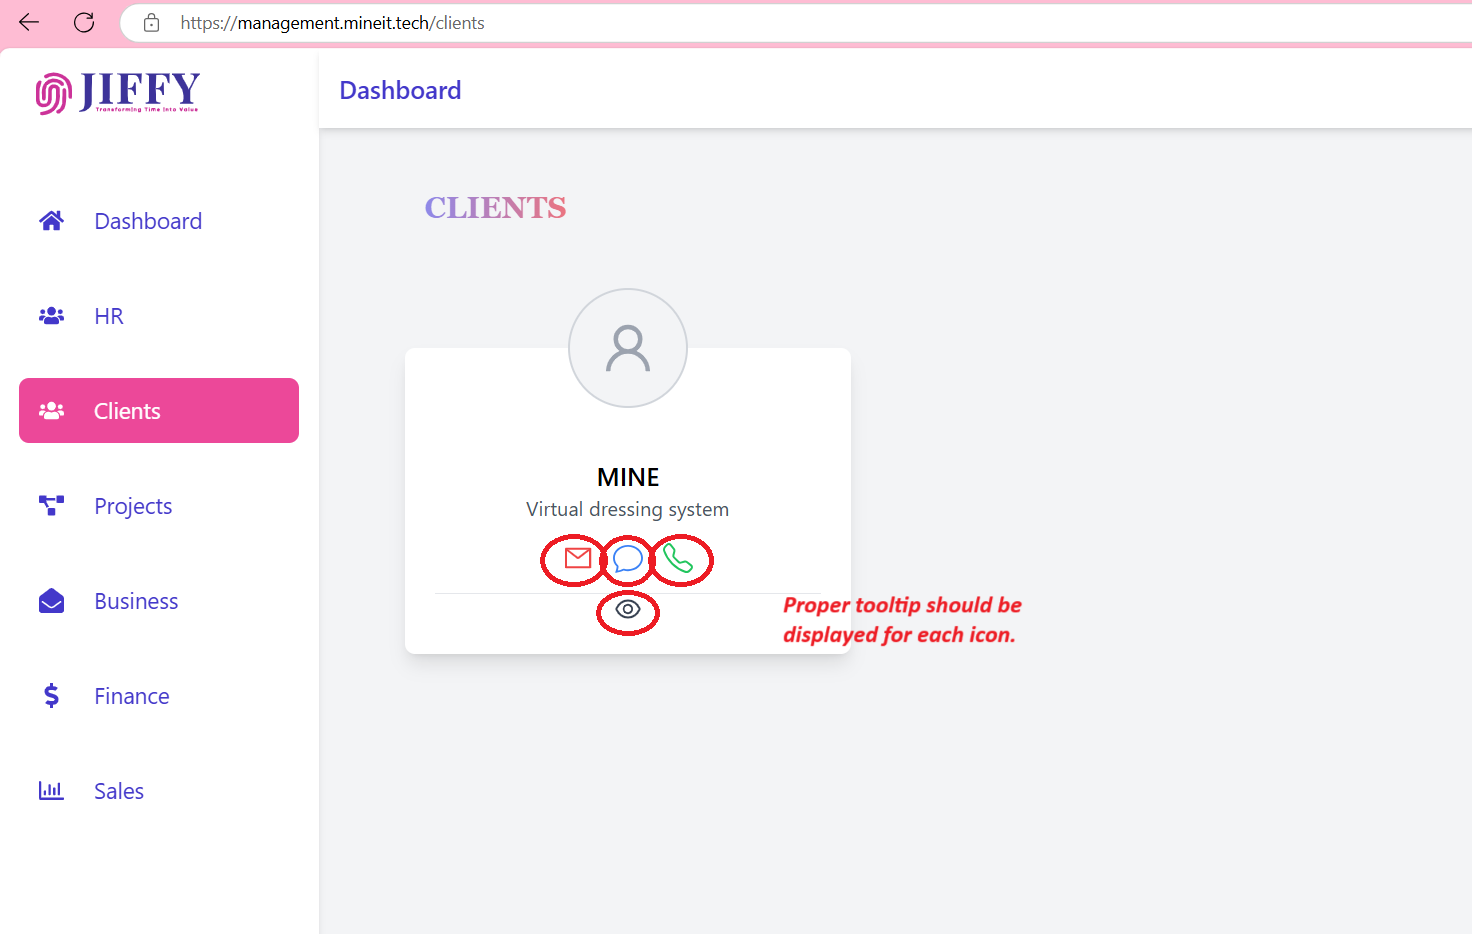 https://management.mineit.tech/clients
JIFFY
Transforming Time Into Value
Dashboard
Dashboard
HR
Clients
Projects
Business
Finance
Sales
CLIENTS
MINE
Virtual dressing system
Proper tooltip should be
displayed for each icon.